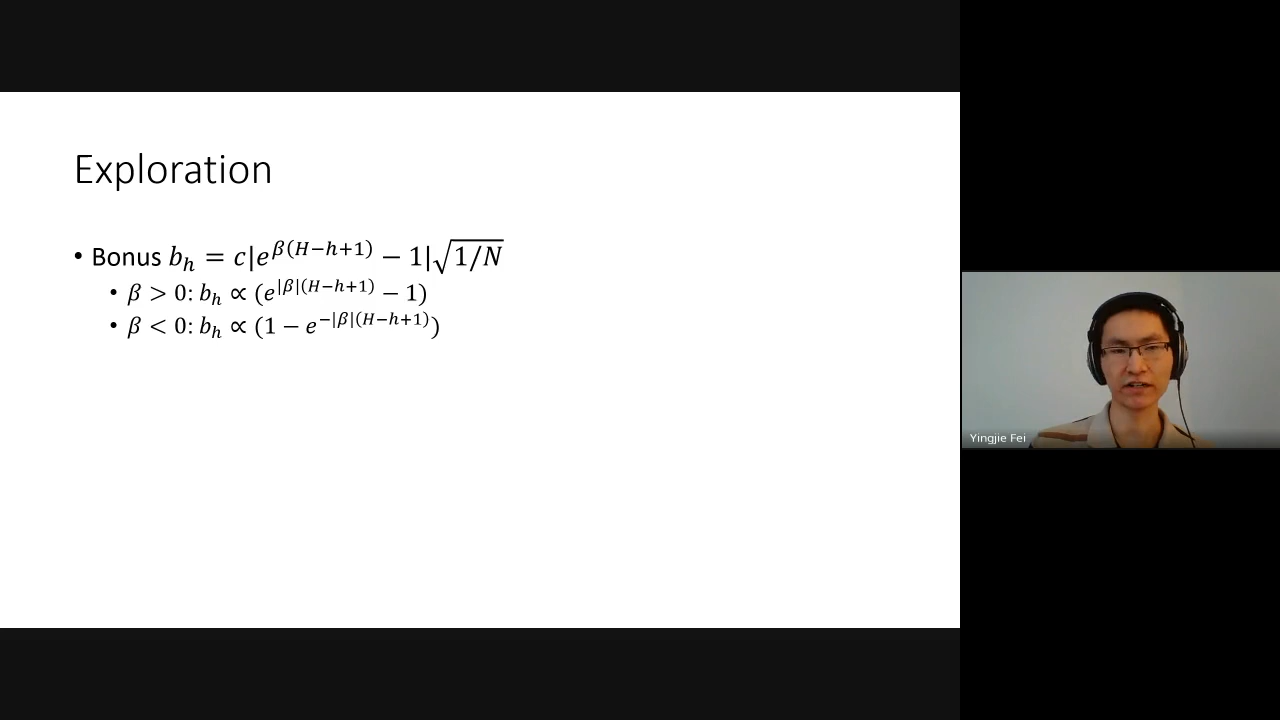 Exploration
• Bonus $b_h = c|e^{\beta(H-h+1)} - 1|\sqrt{1/N}$
• $\beta > 0: b_h \propto (e^{|\beta|(H-h+1)} - 1)$
• $\beta < 0: b_h \propto (1 - e^{-|\beta|(H-h+1)})$
Yingjie Fei